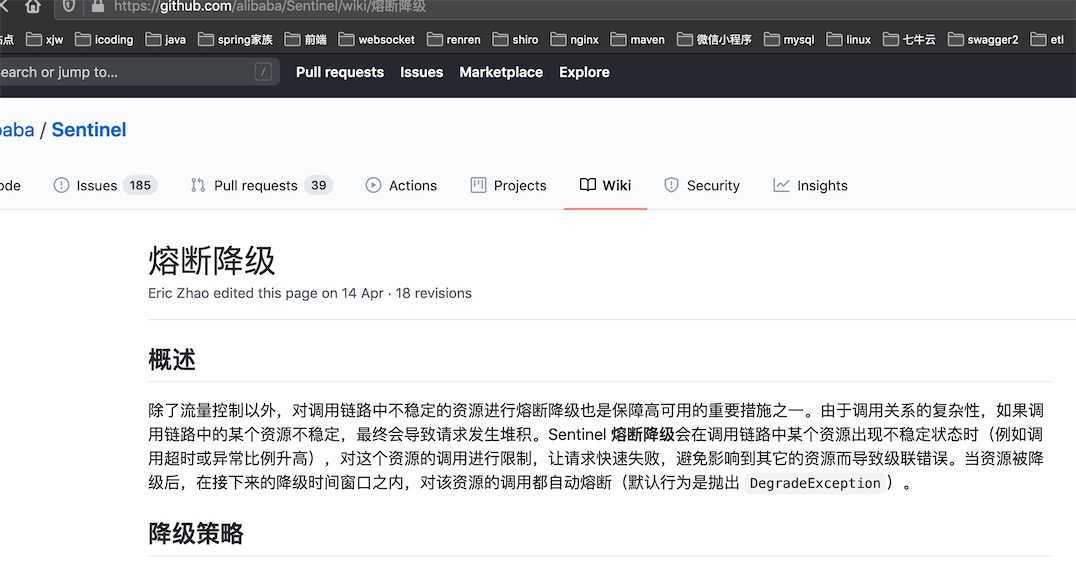 https://github.com/alibaba/Sentinel/wiki/熔断降级
站点 xjw icoding java spring家族 前端 websocket renren shiro nginx maven 微信小程序 mysql linux 七牛云 swagger2 etl
earch or jump to... / Pull requests Issues Marketplace Explore
baba / Sentinel
ode Issues 185 Pull requests 39 Actions Projects Wiki Security Insights
熔断降级
Eric Zhao edited this page on 14 Apr · 18 revisions
概述
除了流量控制以外，对调用链路中不稳定的资源进行熔断降级也是保障高可用的重要措施之一。由于调用关系的复杂性，如果调
用链路中的某个资源不稳定，最终会导致请求发生堆积。Sentinel 熔断降级会在调用链路中某个资源出现不稳定状态时（例如调
用超时或异常比例升高），对这个资源的调用进行限制，让请求快速失败，避免影响到其它的资源而导致级联错误。当资源被降
级后，在接下来的降级时间窗口之内，对该资源的调用都自动熔断（默认行为是抛出 DegradeException）。
降级策略